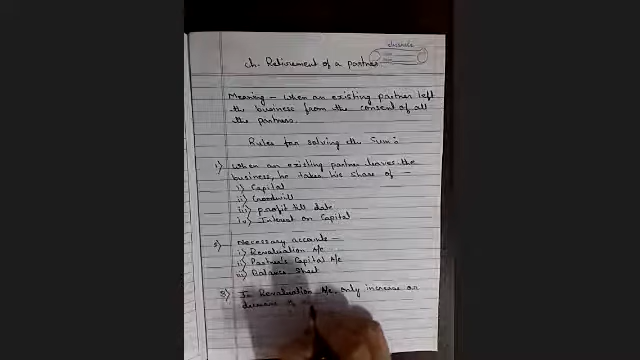 classmate
ch. Retirement of a partner
Meaning - When an existing partner left
the business from the consent of all
the partners.
Rules for solving the Sum:
1) When an existing partner leaves the
business, he takes his share of -
i) Capital
ii) Goodwill
iii) profit till date
iv) Interest on Capital
2) Necessary accounts -
i) Revaluation A/c
ii) Partner's Capital A/c
iii) Balance Sheet
3) In Revaluation A/c, only increase or